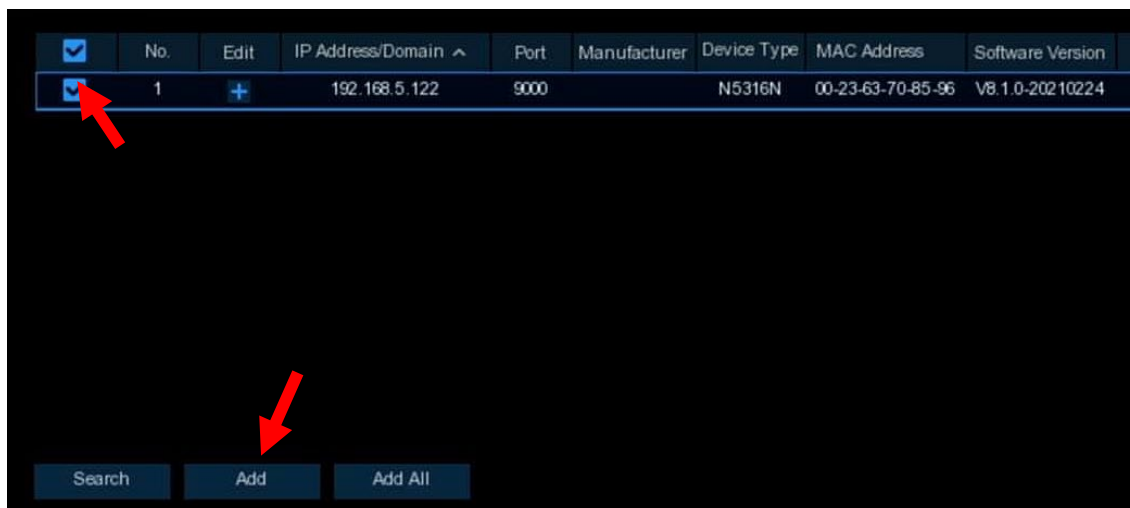 No. Edit IP Address/Domain Port Manufacturer Device Type MAC Address Software Version
1 192.168.5.122 9000 N5316N 00-23-63-70-85-96 V8.1.0-20210224
Search Add Add All